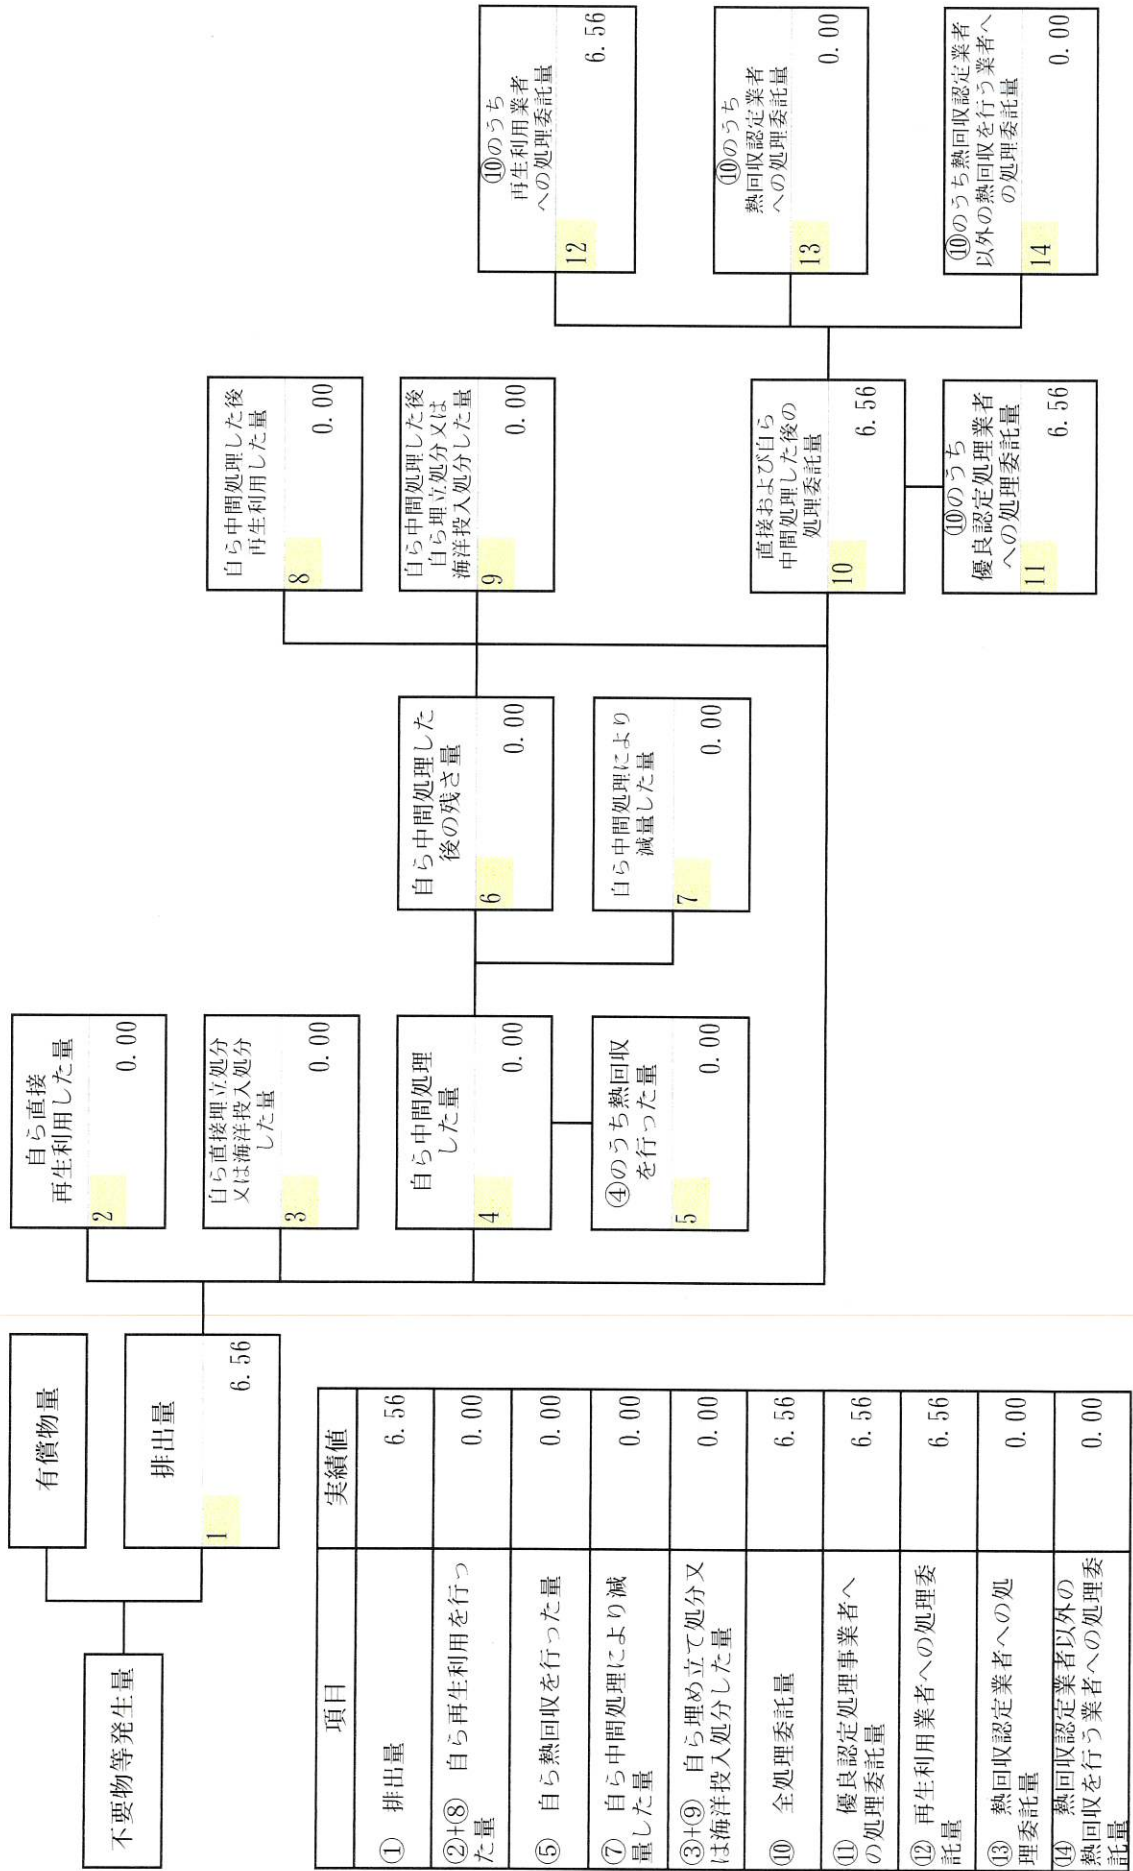 不要物等発生量
有償物量
排出量
1
6.56
自ら直接
再生利用した量
2
0.00
自ら直接埋立処分
又は海洋投入処分
した量
3
0.00
自ら中間処理
した量
4
0.00
④のうち熱回収
を行った量
5
0.00
自ら中間処理した
後の残さ量
6
0.00
自ら中間処理により
減量した量
7
0.00
自ら中間処理した後
再生利用した量
8
0.00
自ら中間処理した後
自ら埋立処分又は
海洋投入処分した量
9
0.00
直接および自ら
中間処理した後の
処理委託量
10
6.56
⑩のうち
優良認定処理業者
への処理委託量
11
6.56
⑩のうち
再生利用業者
への処理委託量
12
6.56
⑩のうち
熱回収認定業者
への処理委託量
13
0.00
⑩のうち熱回収認定業者
以外の熱回収を行う業者へ
の処理委託量
14
0.00
項目 実績値
① 排出量 6.56
②+⑧ 自ら再生利用を行っ
た量 0.00
⑤ 自ら熱回収を行った量 0.00
⑦ 自ら中間処理により減
量した量 0.00
③+⑨ 自ら埋め立て処分又
は海洋投入処分した量 0.00
⑩ 全処理委託量 6.56
⑪ 優良認定処理事業者へ
の処理委託量 6.56
⑫ 再生利用業者への処理委
託量 6.56
⑬ 熱回収認定業者への処
理委託量 0.00
⑭ 熱回収認定業者以外の
熱回収を行う業者への処理委
託量 0.00